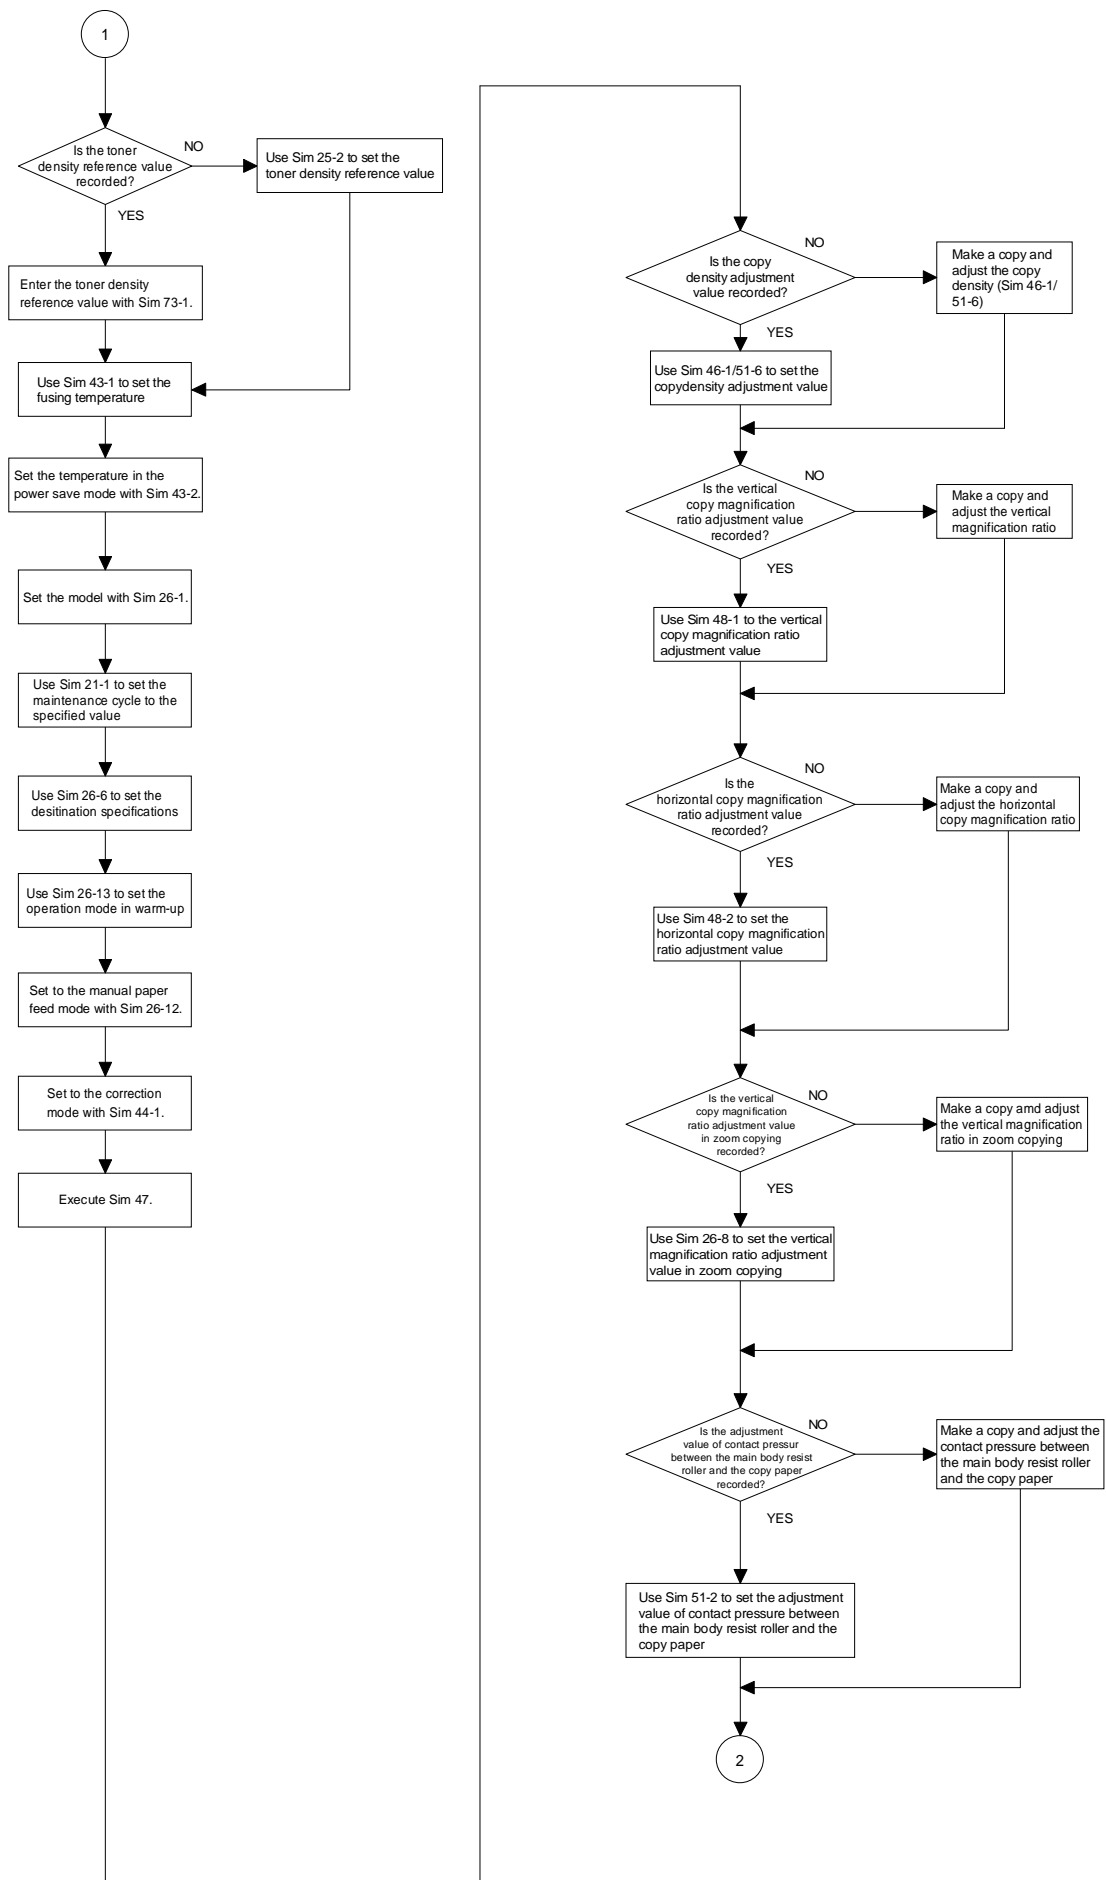 1
Is the toner
density reference value
recorded?
NO
Use Sim 25-2 to set the
toner density reference value
YES
Enter the toner density
reference value with Sim 73-1.
Use Sim 43-1 to set the
fusing temperature
Set the temperature in the
power save mode with Sim 43-2.
Set the model with Sim 26-1.
Use Sim 21-1 to set the
maintenance cycle to the
specified value
Use Sim 26-6 to set the
desitination specifications
Use Sim 26-13 to set the
operation mode in warm-up
Set to the manual paper
feed mode with Sim 26-12.
Set to the correction
mode with Sim 44-1.
Execute Sim 47.
Is the copy
density adjustment
value recorded?
NO
Make a copy and
adjust the copy
density (Sim 46-1/
51-6)
YES
Use Sim 46-1/51-6 to set the
copydensity adjustment value
Is the vertical
copy magnification
ratio adjustment value
recorded?
NO
Make a copy and
adjust the vertical
magnification ratio
YES
Use Sim 48-1 to the vertical
copy magnification ratio
adjustment value
Is the
horizontal copy magnification
ratio adjustment value
recorded?
NO
Make a copy and
adjust the horizontal
copy magnification ratio
YES
Use Sim 48-2 to set the
horizontal copy magnification
ratio adjustment value
Is the vertical
copy magnification
ratio adjustment value
in zoom copying
recorded?
NO
Make a copy amd adjust
the vertical magnification
ratio in zoom copying
YES
Use Sim 26-8 to set the vertical
magnification ratio adjustment
value in zoom copying
Is the adjustment
value of contact pressur
between the main body resist
roller and the copy paper
recorded?
NO
Make a copy and adjust the
contact pressure between
the main body resist roller
and the copy paper
YES
Use Sim 51-2 to set the adjustment
value of contact pressure between
the main body resist roller and the
copy paper
2